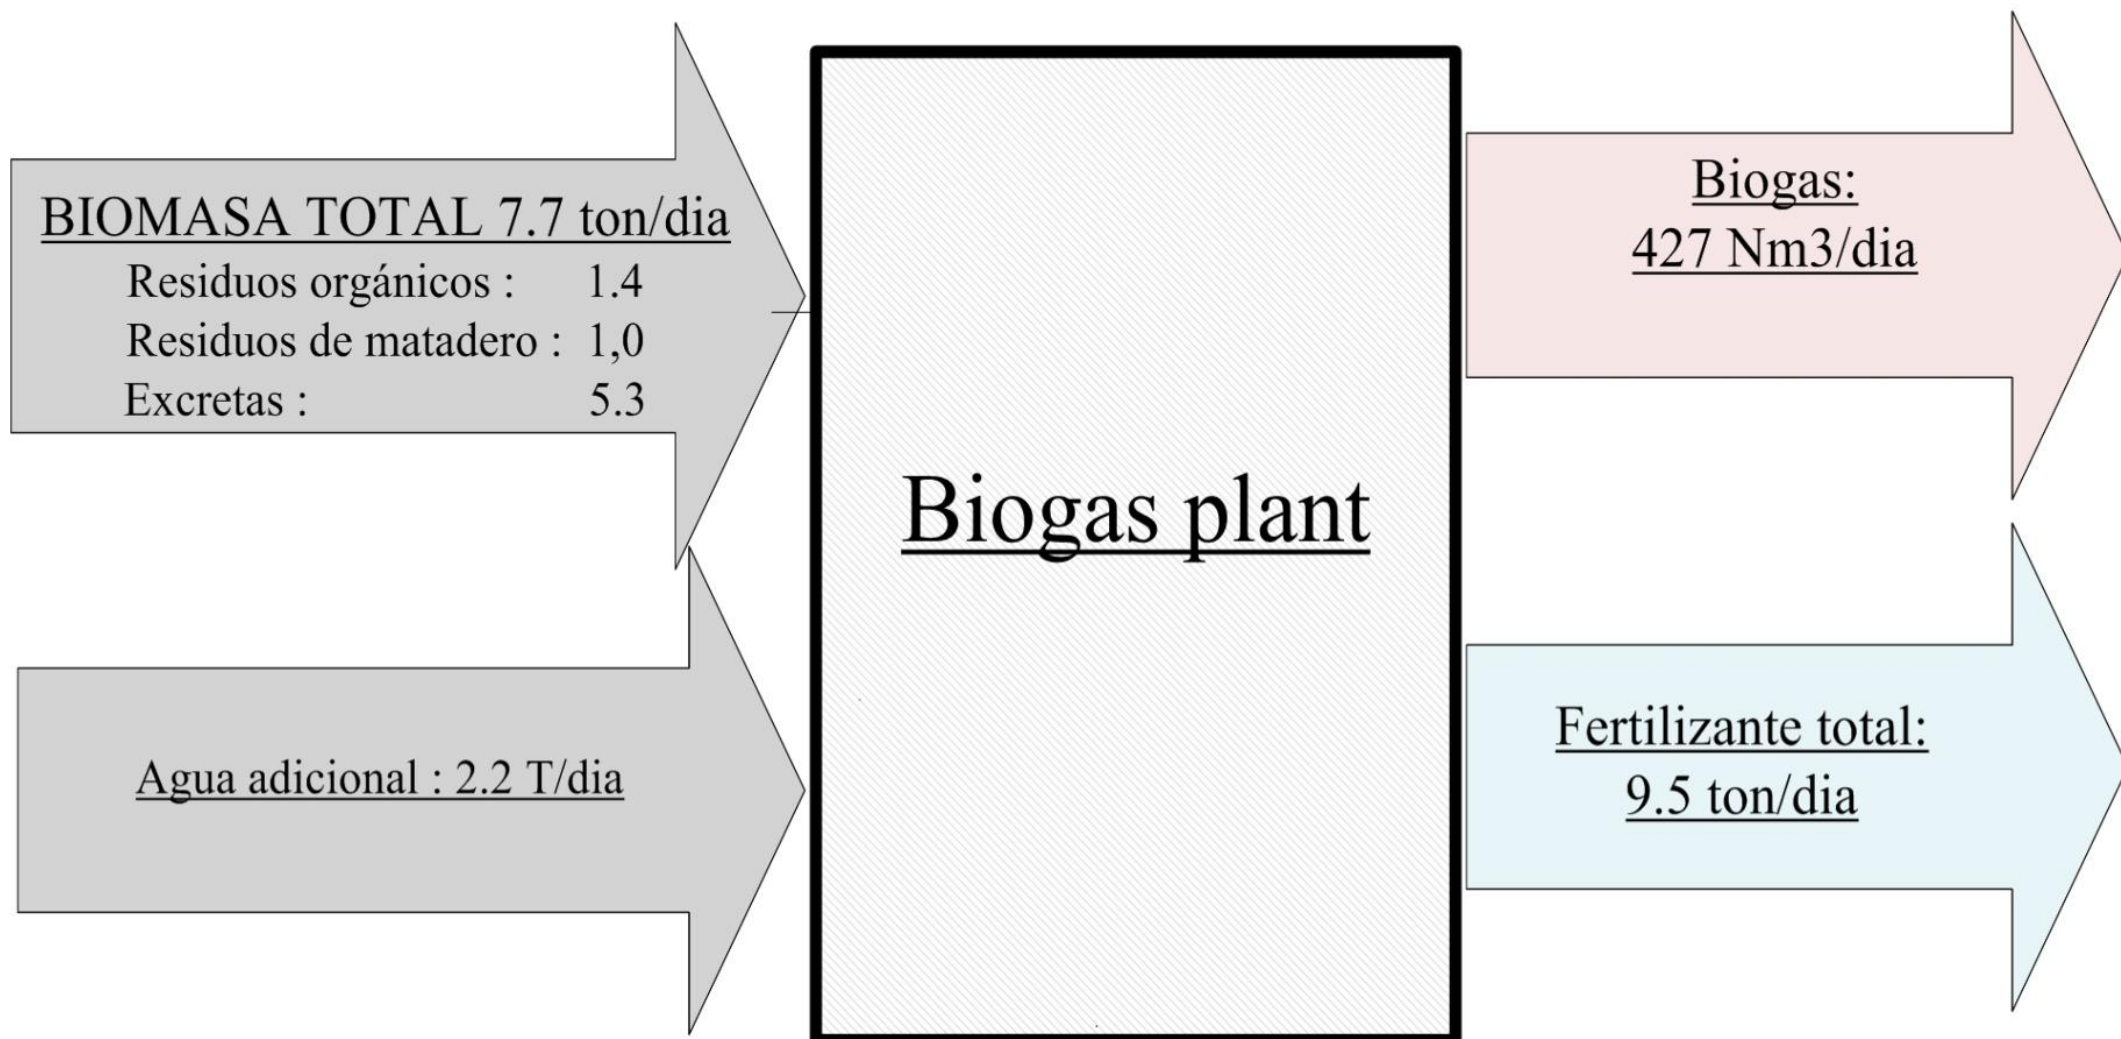 BIOMASA TOTAL 7.7 ton/dia
Residuos orgánicos : 1.4
Residuos de matadero : 1,0
Excretas : 5.3
Agua adicional : 2.2 T/dia
Biogas plant
Biogas:
427 Nm3/dia
Fertilizante total:
9.5 ton/dia